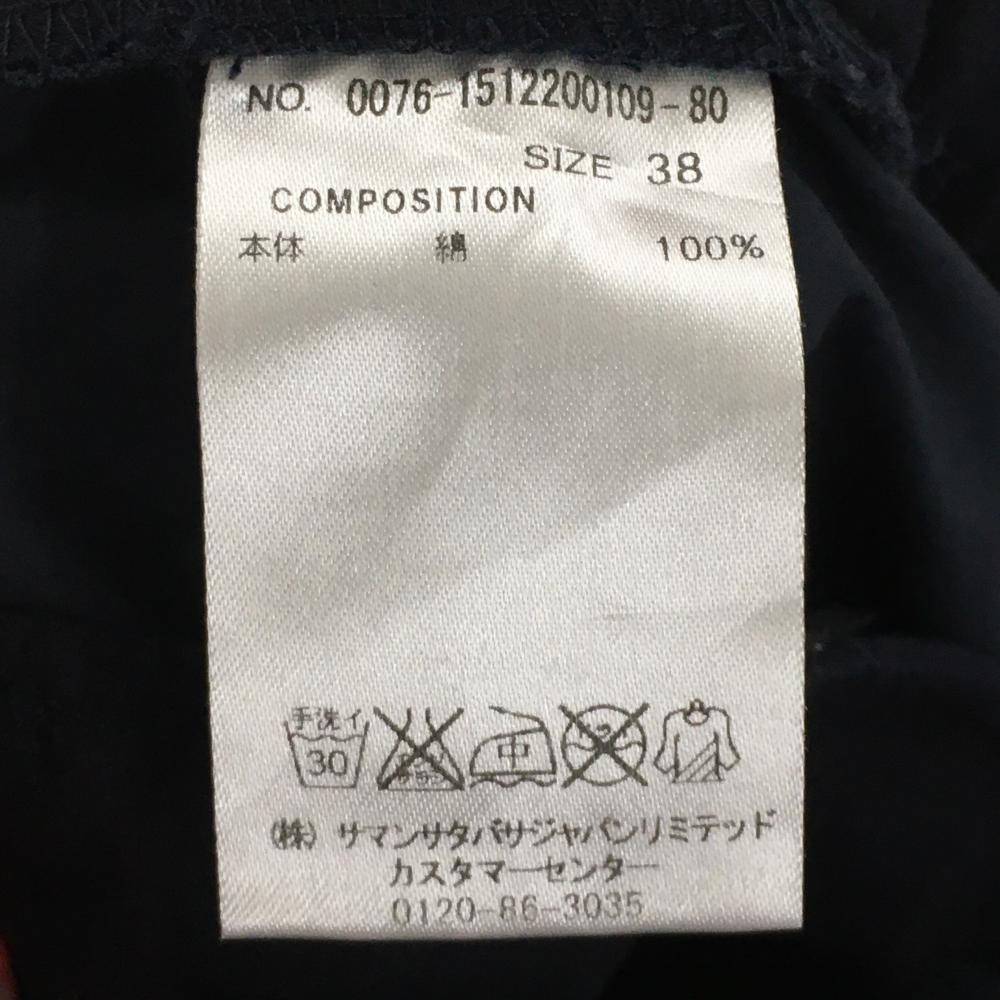 NO. 0076-1512200109-80
SIZE 38
COMPOSITION
本体 綿 100%
手洗イ
30
中
(株) サマンサタバサジャパンリミテッド
カスタマーセンター
0120-86-3035